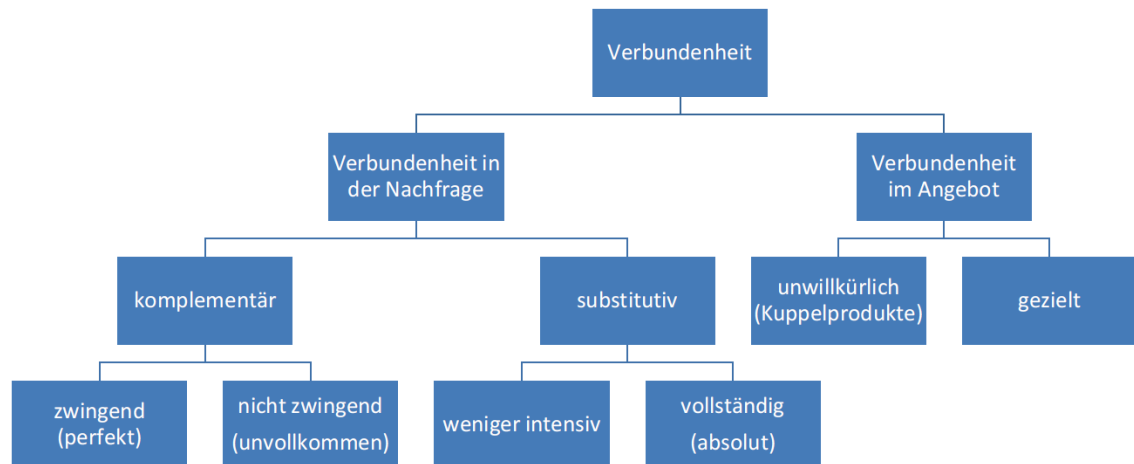 Verbundenheit
Verbundenheit in
der Nachfrage
Verbundenheit
im Angebot
komplementär
substitutiv
unwillkürlich
(Kuppelprodukte)
gezielt
zwingend
(perfekt)
nicht zwingend
(unvollkommen)
weniger intensiv
vollständig
(absolut)